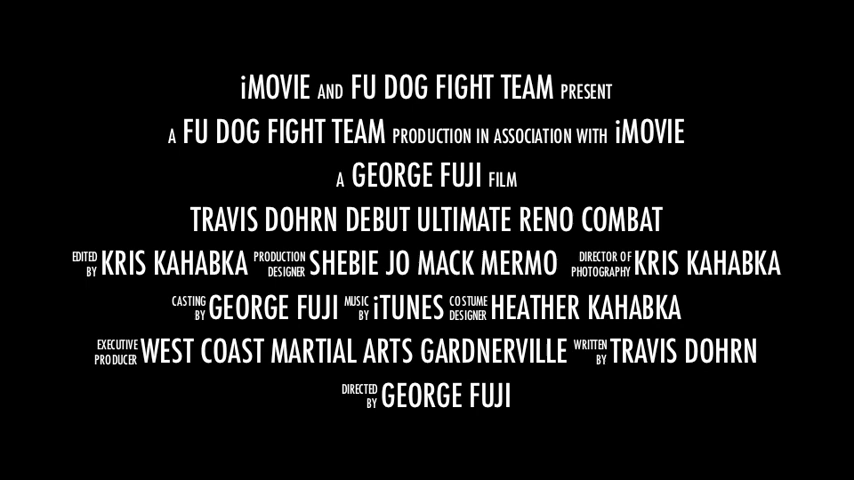 iMOVIE AND FU DOG FIGHT TEAM PRESENT
A FU DOG FIGHT TEAM PRODUCTION IN ASSOCIATION WITH iMOVIE
A GEORGE FUJI FILM
TRAVIS DOHRN DEBUT ULTIMATE RENO COMBAT
EDITED BY KRIS KAHABKA PRODUCTION DESIGNER SHEBIE JO MACK MERMO DIRECTOR OF PHOTOGRAPHY KRIS KAHABKA
CASTING BY GEORGE FUJI MUSIC BY iTUNES COSTUME DESIGNER HEATHER KAHABKA
EXECUTIVE PRODUCER WEST COAST MARTIAL ARTS GARDNERVILLE WRITTEN BY TRAVIS DOHRN
DIRECTED BY GEORGE FUJI